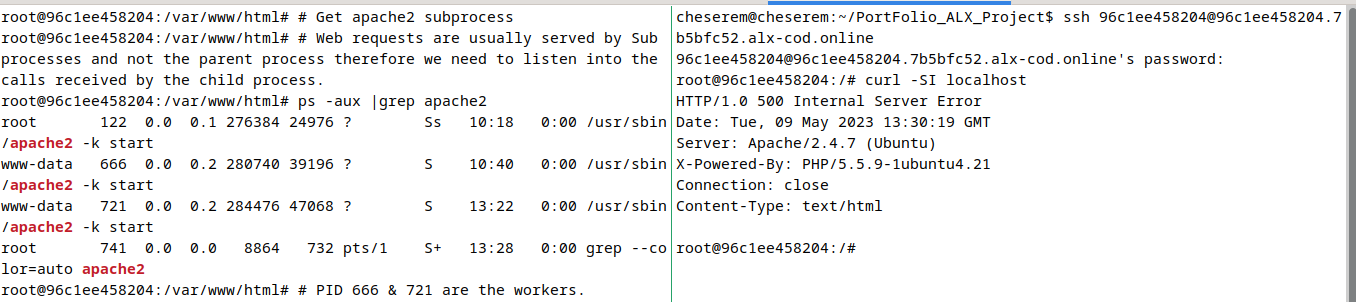 root@96c1ee458204:/var/www/html# # Get apache2 subprocess
root@96c1ee458204:/var/www/html# # Web requests are usually served by Sub
processes and not the parent process therefore we need to listen into the
calls received by the child process.
root@96c1ee458204:/var/www/html# ps -aux |grep apache2
root       122  0.0  0.1 276384 24976 ?        Ss   10:18   0:00 /usr/sbin
/apache2 -k start
www-data   666  0.0  0.2 280740 39196 ?        S    10:40   0:00 /usr/sbin
/apache2 -k start
www-data   721  0.0  0.2 284476 47068 ?        S    13:22   0:00 /usr/sbin
/apache2 -k start
root       741  0.0  0.0   8864   732 pts/1    S+   13:28   0:00 grep --co
lor=auto apache2
root@96c1ee458204:/var/www/html# # PID 666 & 721 are the workers.
cheserem@cheserem:~/PortFolio_ALX_Project$ ssh 96c1ee458204@96c1ee458204.7
b5bfc52.alx-cod.online
96c1ee458204@96c1ee458204.7b5bfc52.alx-cod.online's password:
root@96c1ee458204:/# curl -SI localhost
HTTP/1.0 500 Internal Server Error
Date: Tue, 09 May 2023 13:30:19 GMT
Server: Apache/2.4.7 (Ubuntu)
X-Powered-By: PHP/5.5.9-1ubuntu4.21
Connection: close
Content-Type: text/html
root@96c1ee458204:/#